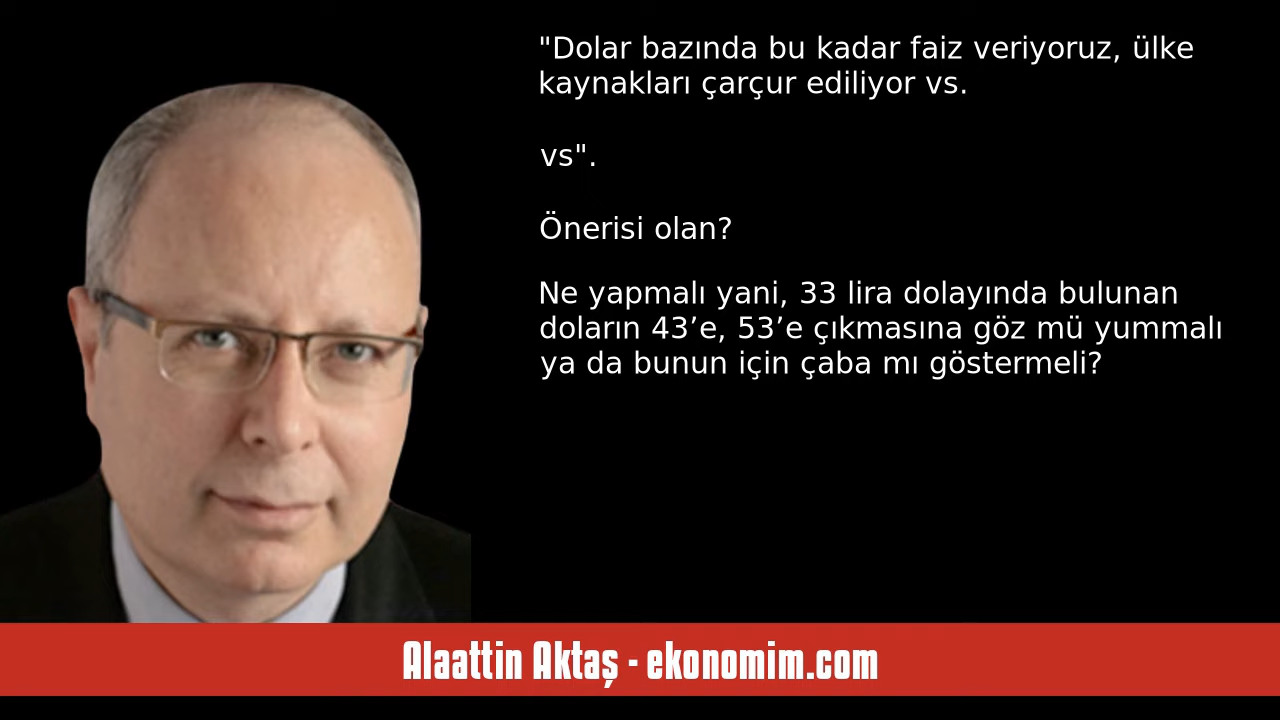 "Dolar bazında bu kadar faiz veriyoruz, ülke
kaynakları çarçur ediliyor vs.
vs".
Önerisi olan?
Ne yapmalı yani, 33 lira dolayında bulunan
doların 43’e, 53’e çıkmasına göz mü yummalı
ya da bunun için çaba mı göstermeli?
Alaattin Aktaş - ekonomim.com